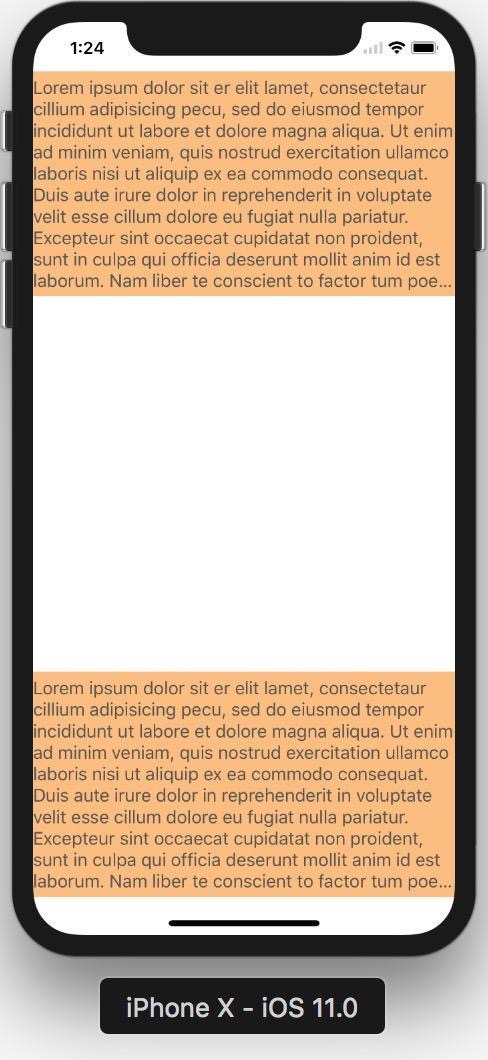 1:24
Lorem ipsum dolor sit er elit lamet, consectetaur
cillium adipisicing pecu, sed do eiusmod tempor
incididunt ut labore et dolore magna aliqua. Ut enim
ad minim veniam, quis nostrud exercitation ullamco
laboris nisi ut aliquip ex ea commodo consequat.
Duis aute irure dolor in reprehenderit in voluptate
velit esse cillum dolore eu fugiat nulla pariatur.
Excepteur sint occaecat cupidatat non proident,
sunt in culpa qui officia deserunt mollit anim id est
laborum. Nam liber te conscient to factor tum poe...
Lorem ipsum dolor sit er elit lamet, consectetaur
cillium adipisicing pecu, sed do eiusmod tempor
incididunt ut labore et dolore magna aliqua. Ut enim
ad minim veniam, quis nostrud exercitation ullamco
laboris nisi ut aliquip ex ea commodo consequat.
Duis aute irure dolor in reprehenderit in voluptate
velit esse cillum dolore eu fugiat nulla pariatur.
Excepteur sint occaecat cupidatat non proident,
sunt in culpa qui officia deserunt mollit anim id est
laborum. Nam liber te conscient to factor tum poe...
iPhone X - iOS 11.0